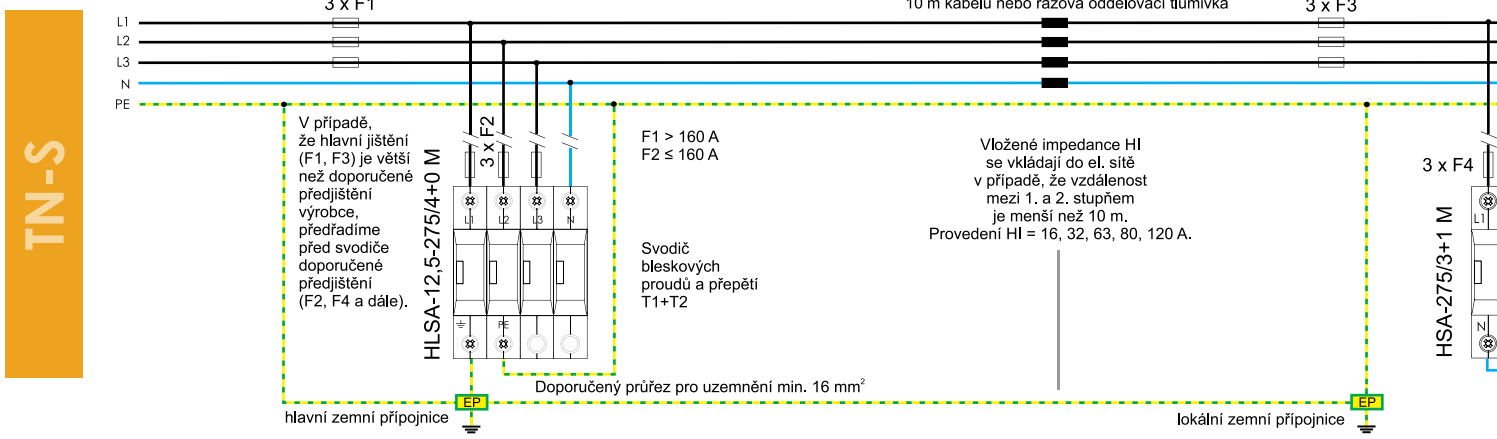 TN-S
3 x F1
10 m kabelu nebo rázová oddělovací tlumivka
3 x F3
L1
L2
L3
N
PE
V případě,
že hlavní jištění
(F1, F3) je větší
než doporučené
předjištění
výrobce,
předřadíme
před svodiče
doporučené
předjištění
(F2, F4 a dále).
HLSA-12,5-275/4+0 M
3 x F2
L1
L2
L3
N
PE
F1 > 160 A
F2 ≤ 160 A
Svodič
bleskových
proudů a přepětí
T1+T2
Vložené impedance HI
se vkládají do el. sítě
v případě, že vzdálenost
mezi 1. a 2. stupňem
je menší než 10 m.
Provedení HI = 16, 32, 63, 80, 120 A.
3 x F4
L1
N
HSA-275/3+1 M
Doporučený průřez pro uzemnění min. 16 mm²
EP
hlavní zemní přípojnice
EP
lokální zemní přípojnice